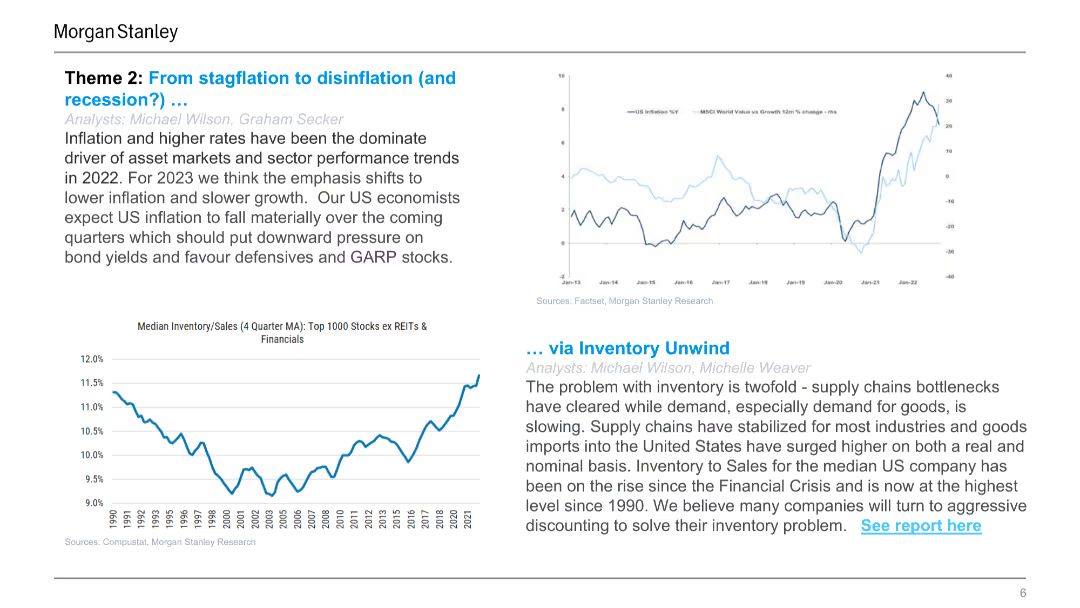 Morgan Stanley
Theme 2: From stagflation to disinflation (and
recession?) …
Analysts: Michael Wilson, Graham Secker
Inflation and higher rates have been the dominate
driver of asset markets and sector performance trends
in 2022. For 2023 we think the emphasis shifts to
lower inflation and slower growth.  Our US economists
expect US inflation to fall materially over the coming
quarters which should put downward pressure on
bond yields and favour defensives and GARP stocks.
US Inflation %Y
MSCI World Value vs Growth 12m % change - rhs
10
8
6
4
2
0
-2
40
30
20
10
0
-10
-20
-30
-40
Jan-13 Jan-14 Jan-15 Jan-16 Jan-17 Jan-18 Jan-19 Jan-20 Jan-21 Jan-22
Sources: Factset, Morgan Stanley Research
Median Inventory/Sales (4 Quarter MA): Top 1000 Stocks ex REITs &
Financials
12.0%
11.5%
11.0%
10.5%
10.0%
9.5%
9.0%
1990 1991 1992 1993 1995 1996 1997 1998 2000 2001 2002 2003 2005 2006 2007 2008 2010 2011 2012 2013 2015 2016 2017 2018 2020 2021
Sources: Compustat, Morgan Stanley Research
… via Inventory Unwind
Analysts: Michael Wilson, Michelle Weaver
The problem with inventory is twofold - supply chains bottlenecks
have cleared while demand, especially demand for goods, is
slowing. Supply chains have stabilized for most industries and goods
imports into the United States have surged higher on both a real and
nominal basis. Inventory to Sales for the median US company has
been on the rise since the Financial Crisis and is now at the highest
level since 1990. We believe many companies will turn to aggressive
discounting to solve their inventory problem.   See report here
6